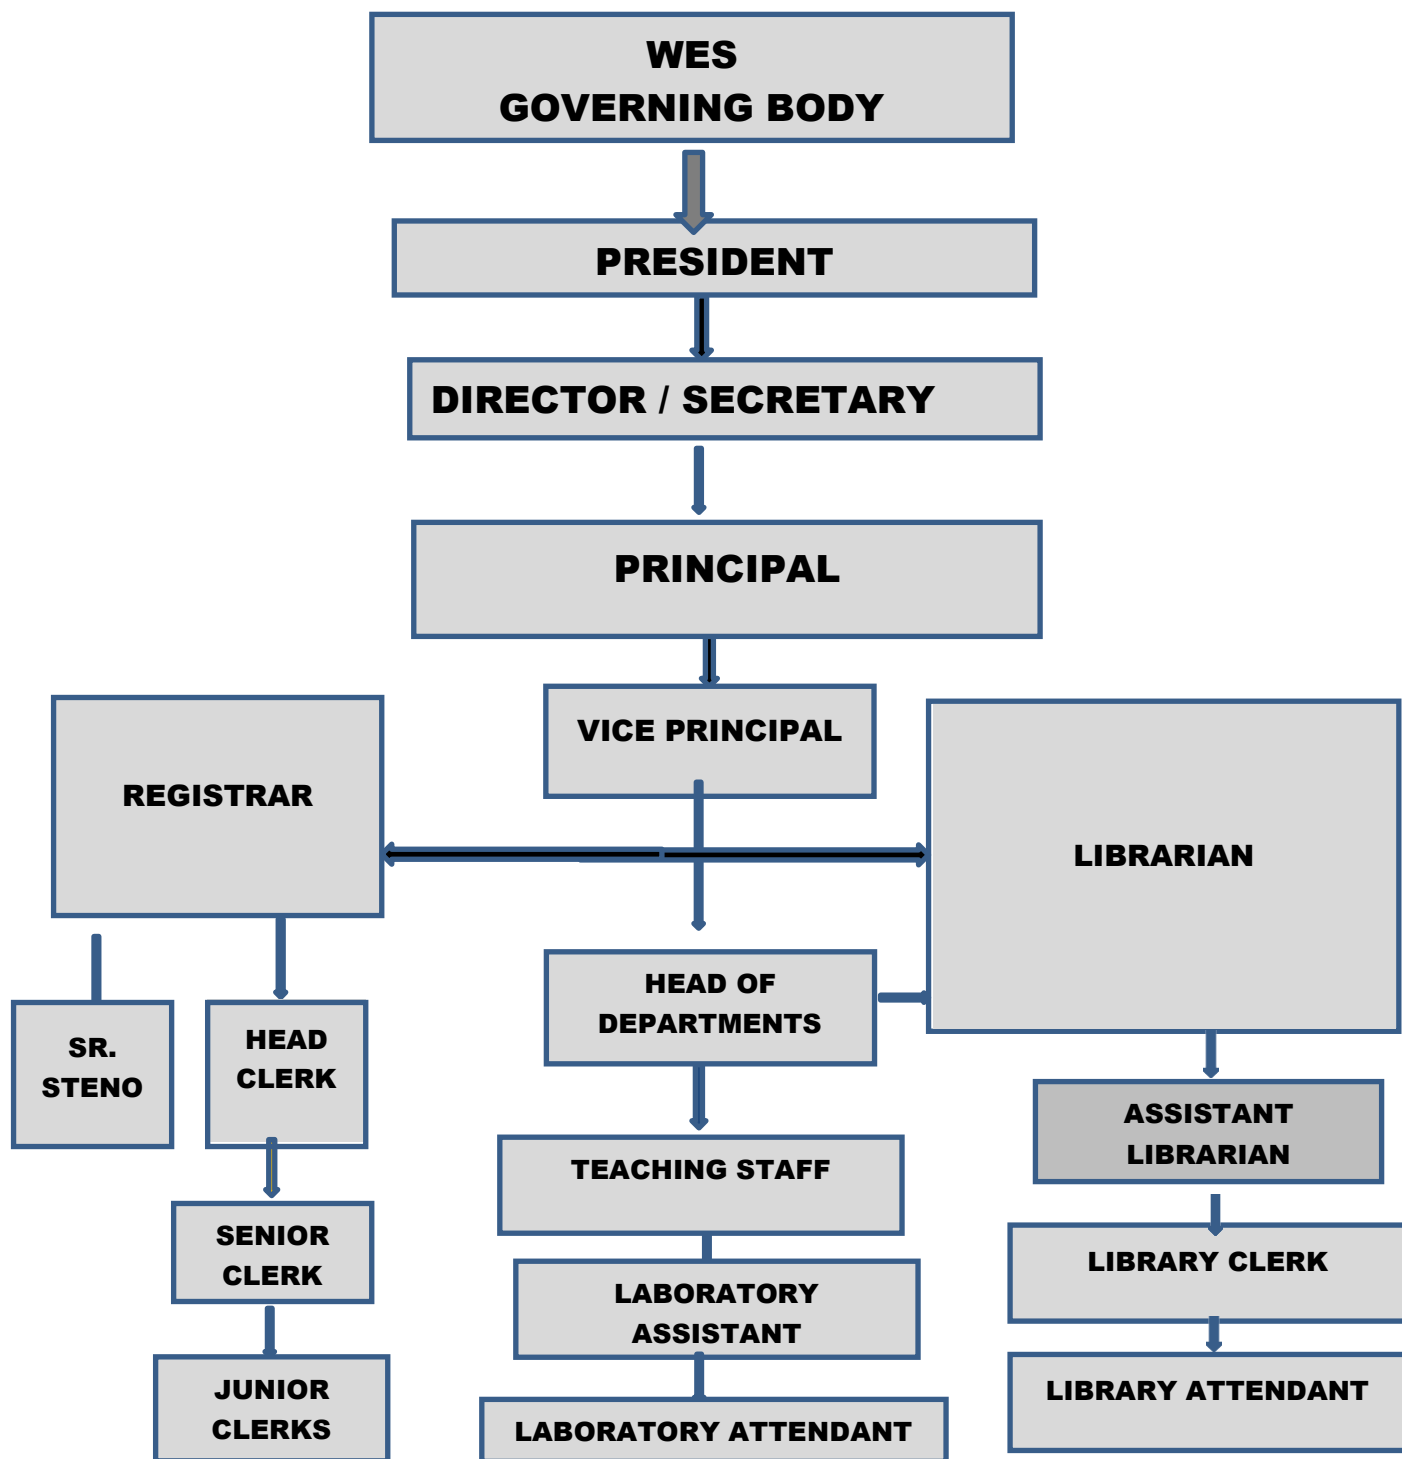 WES
GOVERNING BODY
PRESIDENT
DIRECTOR / SECRETARY
PRINCIPAL
VICE PRINCIPAL
REGISTRAR
LIBRARIAN
HEAD OF
DEPARTMENTS
SR.
STENO
HEAD
CLERK
ASSISTANT
LIBRARIAN
TEACHING STAFF
SENIOR
CLERK
LIBRARY CLERK
LABORATORY
ASSISTANT
JUNIOR
CLERKS
LIBRARY ATTENDANT
LABORATORY ATTENDANT